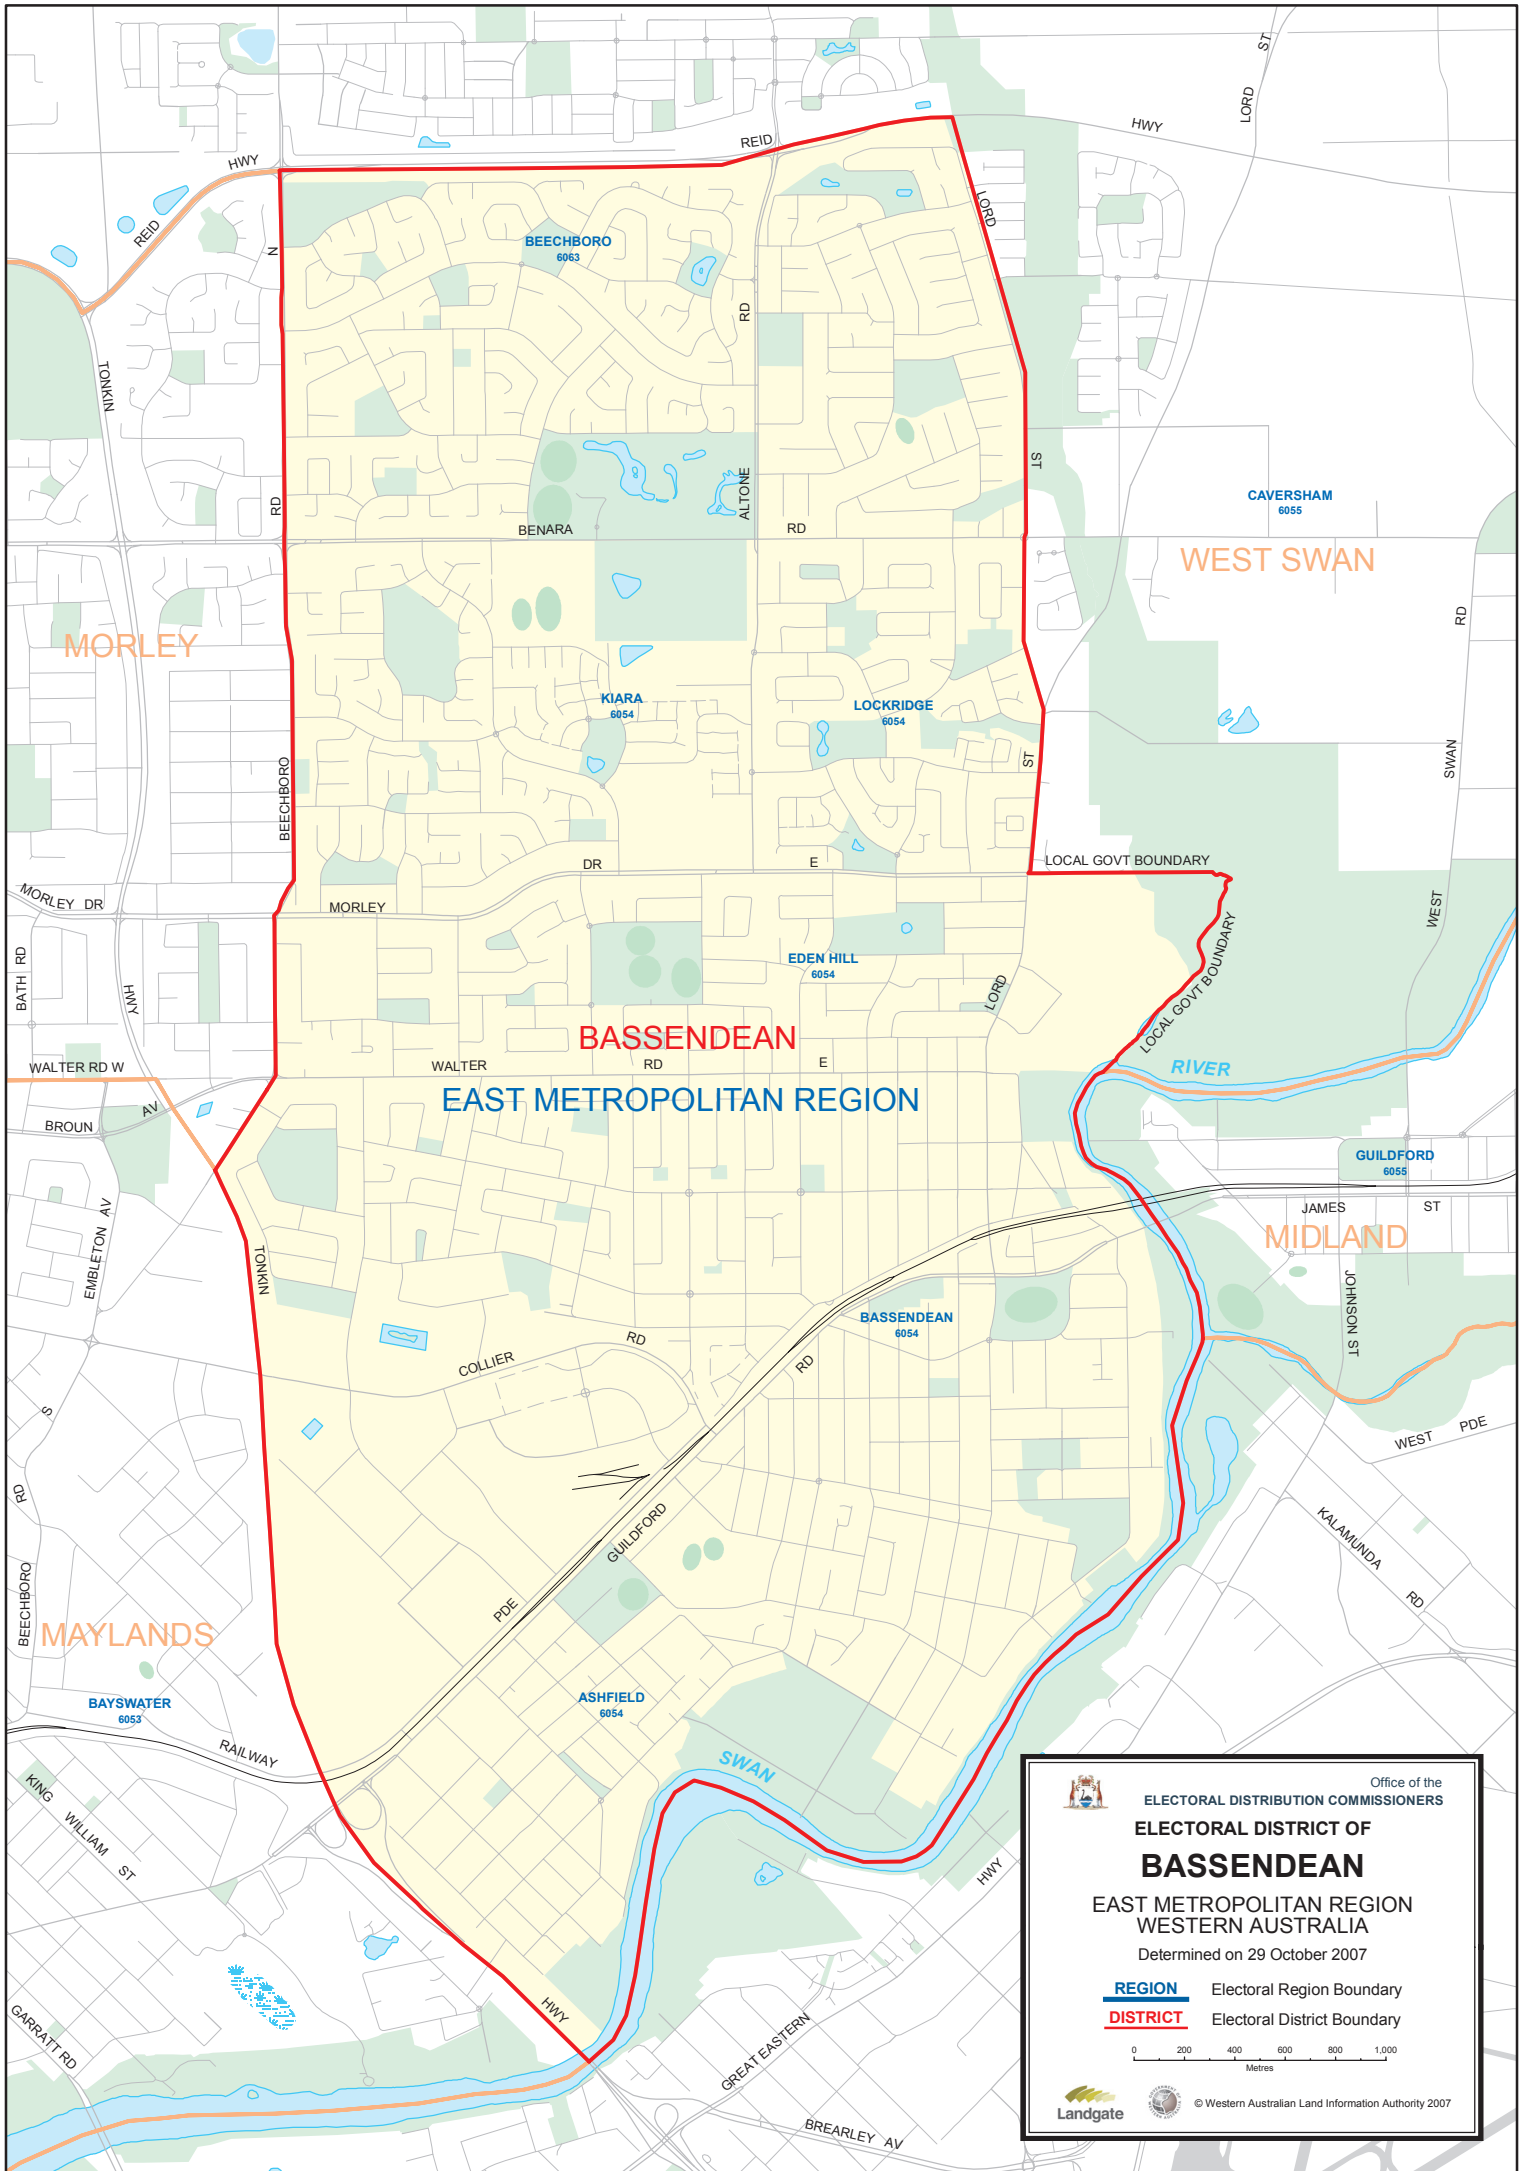 ST
LORD
HWY
REID
HWY
REID
N
LORD
BEECHBORO
6063
RD
TONKIN
ST
ALTONE
RD
BENARA
RD
CAVERSHAM
6055
WEST SWAN
RD
MORLEY
KIARA
6054
LOCKRIDGE
6054
SWAN
ST
BEECHBORO
DR
E
LOCAL GOVT BOUNDARY
MORLEY DR
MORLEY
WEST
LOCAL GOVT BOUNDARY
BATH RD
HWY
EDEN HILL
6054
LORD
BASSENDEAN
WALTER RD W
WALTER
RD
E
RIVER
EAST METROPOLITAN REGION
AV
BROUN
GUILDFORD
6055
JAMES
ST
EMBLETON AV
MIDLAND
TONKIN
JOHNSON ST
BASSENDEAN
6054
COLLIER
RD
RD
S
WEST PDE
RD
GUILDFORD
KALAMUNDA
RD
BEECHBORO
PDE
MAYLANDS
BAYSWATER
6053
ASHFIELD
6054
RAILWAY
SWAN
KING WILLIAM ST
HWY
HWY
GARRATT RD
GREAT EASTERN
BREARLEY AV
Office of the
ELECTORAL DISTRIBUTION COMMISSIONERS
ELECTORAL DISTRICT OF
BASSENDEAN
EAST METROPOLITAN REGION
WESTERN AUSTRALIA
Determined on 29 October 2007
REGION Electoral Region Boundary
DISTRICT Electoral District Boundary
0 200 400 600 800 1,000
Metres
Landgate
© Western Australian Land Information Authority 2007